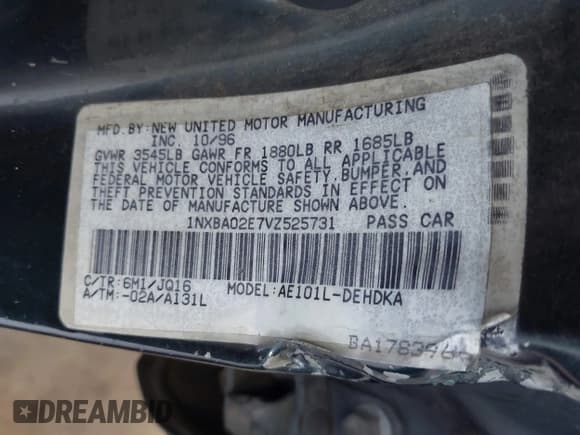 MFD.BY:NEW UNITED MOTOR MANUFACTURING
INC. 10/96
GVWR 3545LB GAWR FR 1880LB RR 1685LB
THIS VEHICLE CONFORMS TO ALL APPLICABLE
FEDERAL MOTOR VEHICLE SAFETY,BUMPER,AND
THEFT PREVENTION STANDARDS IN EFFECT ON
THE DATE OF MANUFACTURE SHOWN ABOVE.
1NXBA02E7VZ525731 PASS CAR
C/TR:6M1/JQ16 MODEL:AE101L-DEHDKA
A/TM:-02A/A131L
DREAMBID